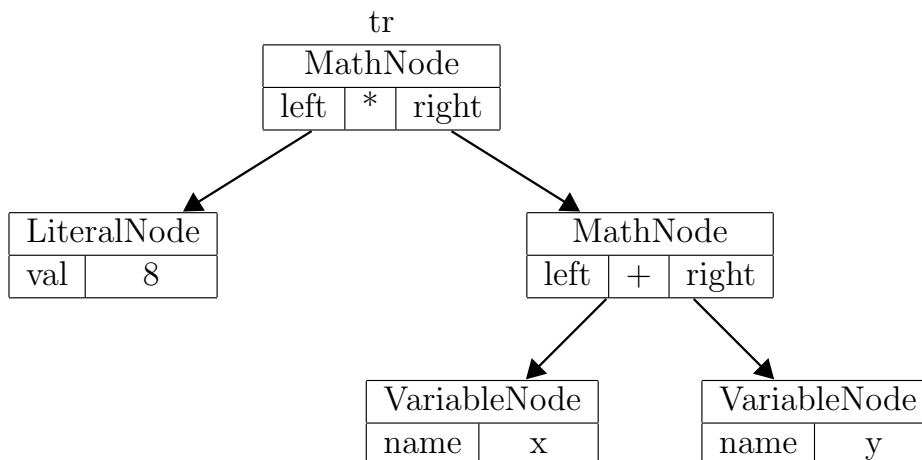 tr
MathNode
left * right
LiteralNode
val 8
MathNode
left + right
VariableNode
name x
VariableNode
name y